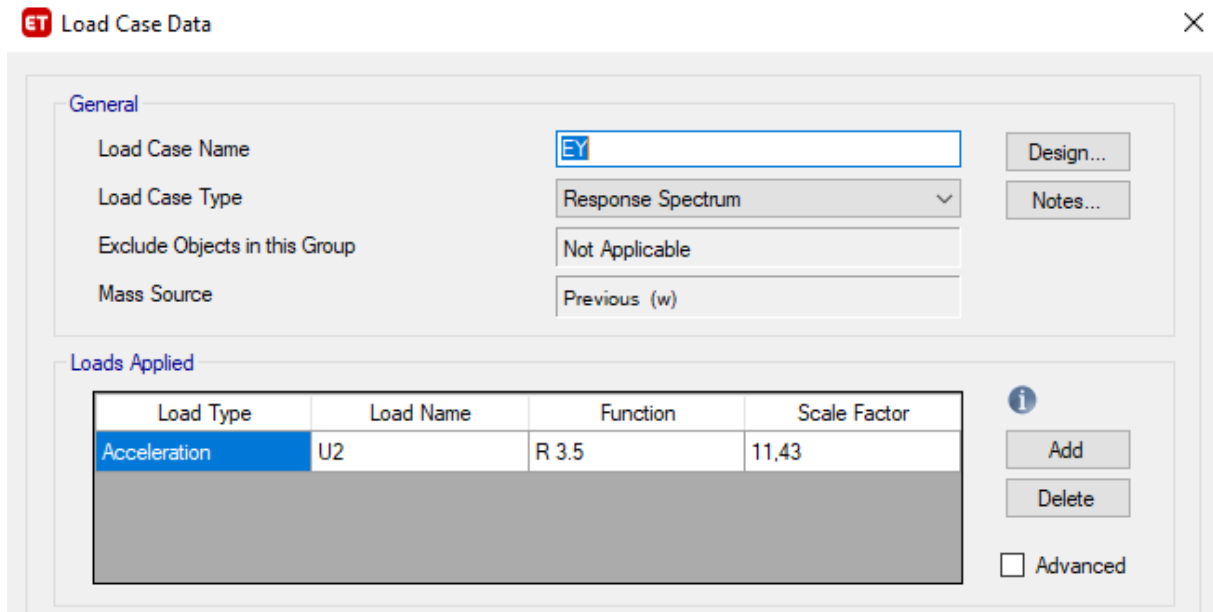 ET Load Case Data
General
Load Case Name EY Design...
Load Case Type Response Spectrum Notes...
Exclude Objects in this Group Not Applicable
Mass Source Previous (w)
Loads Applied
Load Type Load Name Function Scale Factor i
Acceleration U2 R 3.5 11,43 Add
Delete
Advanced